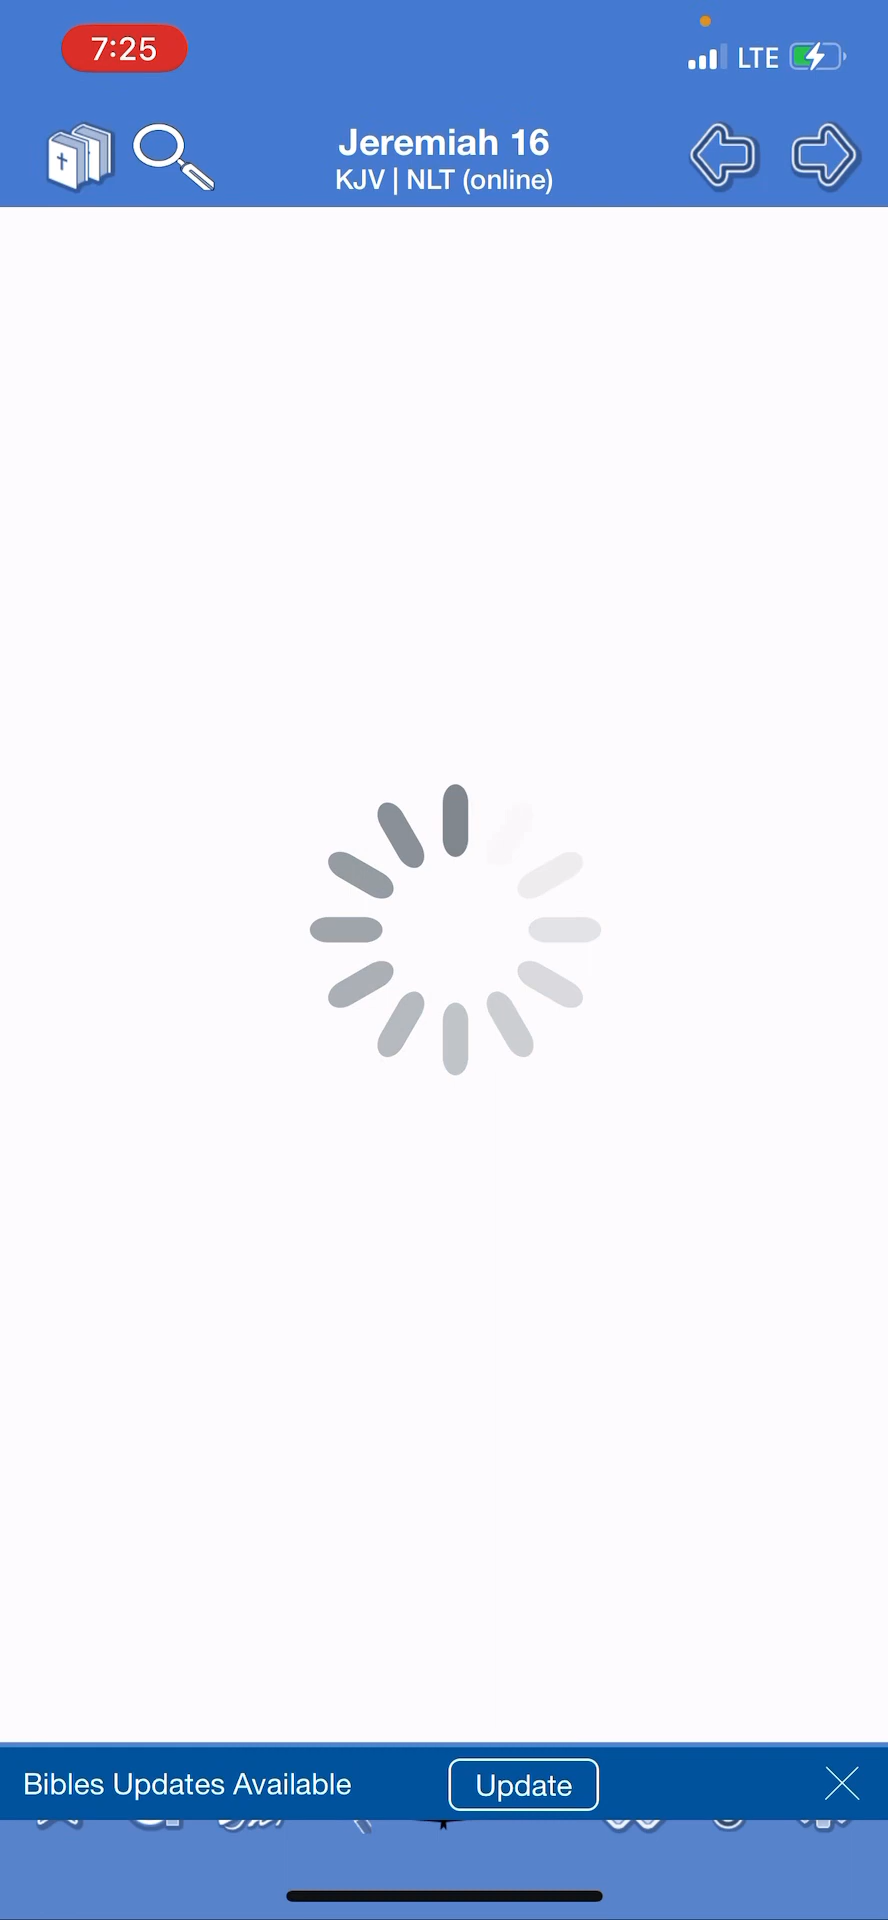 7:25
LTE
Jeremiah 16
KJV | NLT (online)
Bibles Updates Available
Update